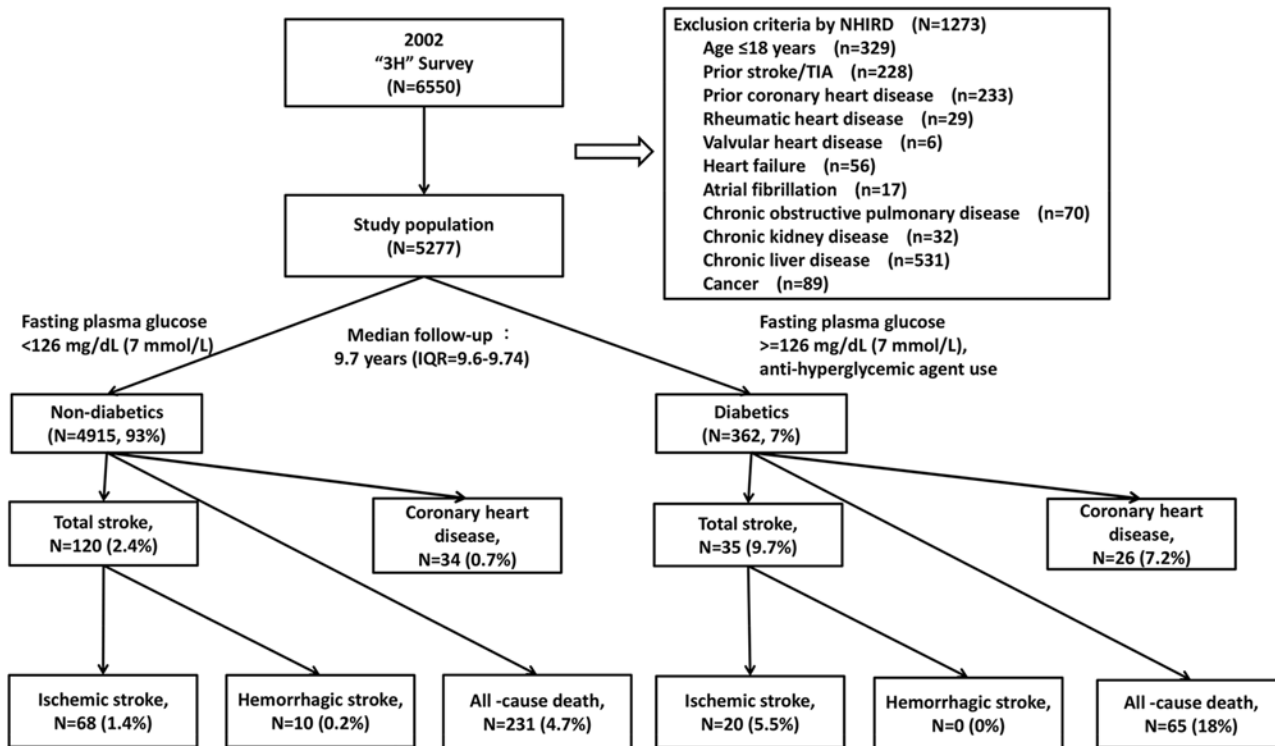 2002
“3H” Survey
(N=6550)
Exclusion criteria by NHIRD (N=1273)
Age ≤18 years (n=329)
Prior stroke/TIA (n=228)
Prior coronary heart disease (n=233)
Rheumatic heart disease (n=29)
Valvular heart disease (n=6)
Heart failure (n=56)
Atrial fibrillation (n=17)
Chronic obstructive pulmonary disease (n=70)
Chronic kidney disease (n=32)
Chronic liver disease (n=531)
Cancer (n=89)
Study population
(N=5277)
Fasting plasma glucose
<126 mg/dL (7 mmol/L)
Median follow-up：
9.7 years (IQR=9.6-9.74)
Fasting plasma glucose
>=126 mg/dL (7 mmol/L),
anti-hyperglycemic agent use
Non-diabetics
(N=4915, 93%)
Diabetics
(N=362, 7%)
Total stroke,
N=120 (2.4%)
Coronary heart
disease,
N=34 (0.7%)
Total stroke,
N=35 (9.7%)
Coronary heart
disease,
N=26 (7.2%)
Ischemic stroke,
N=68 (1.4%)
Hemorrhagic stroke,
N=10 (0.2%)
All -cause death,
N=231 (4.7%)
Ischemic stroke,
N=20 (5.5%)
Hemorrhagic stroke,
N=0 (0%)
All -cause death,
N=65 (18%)